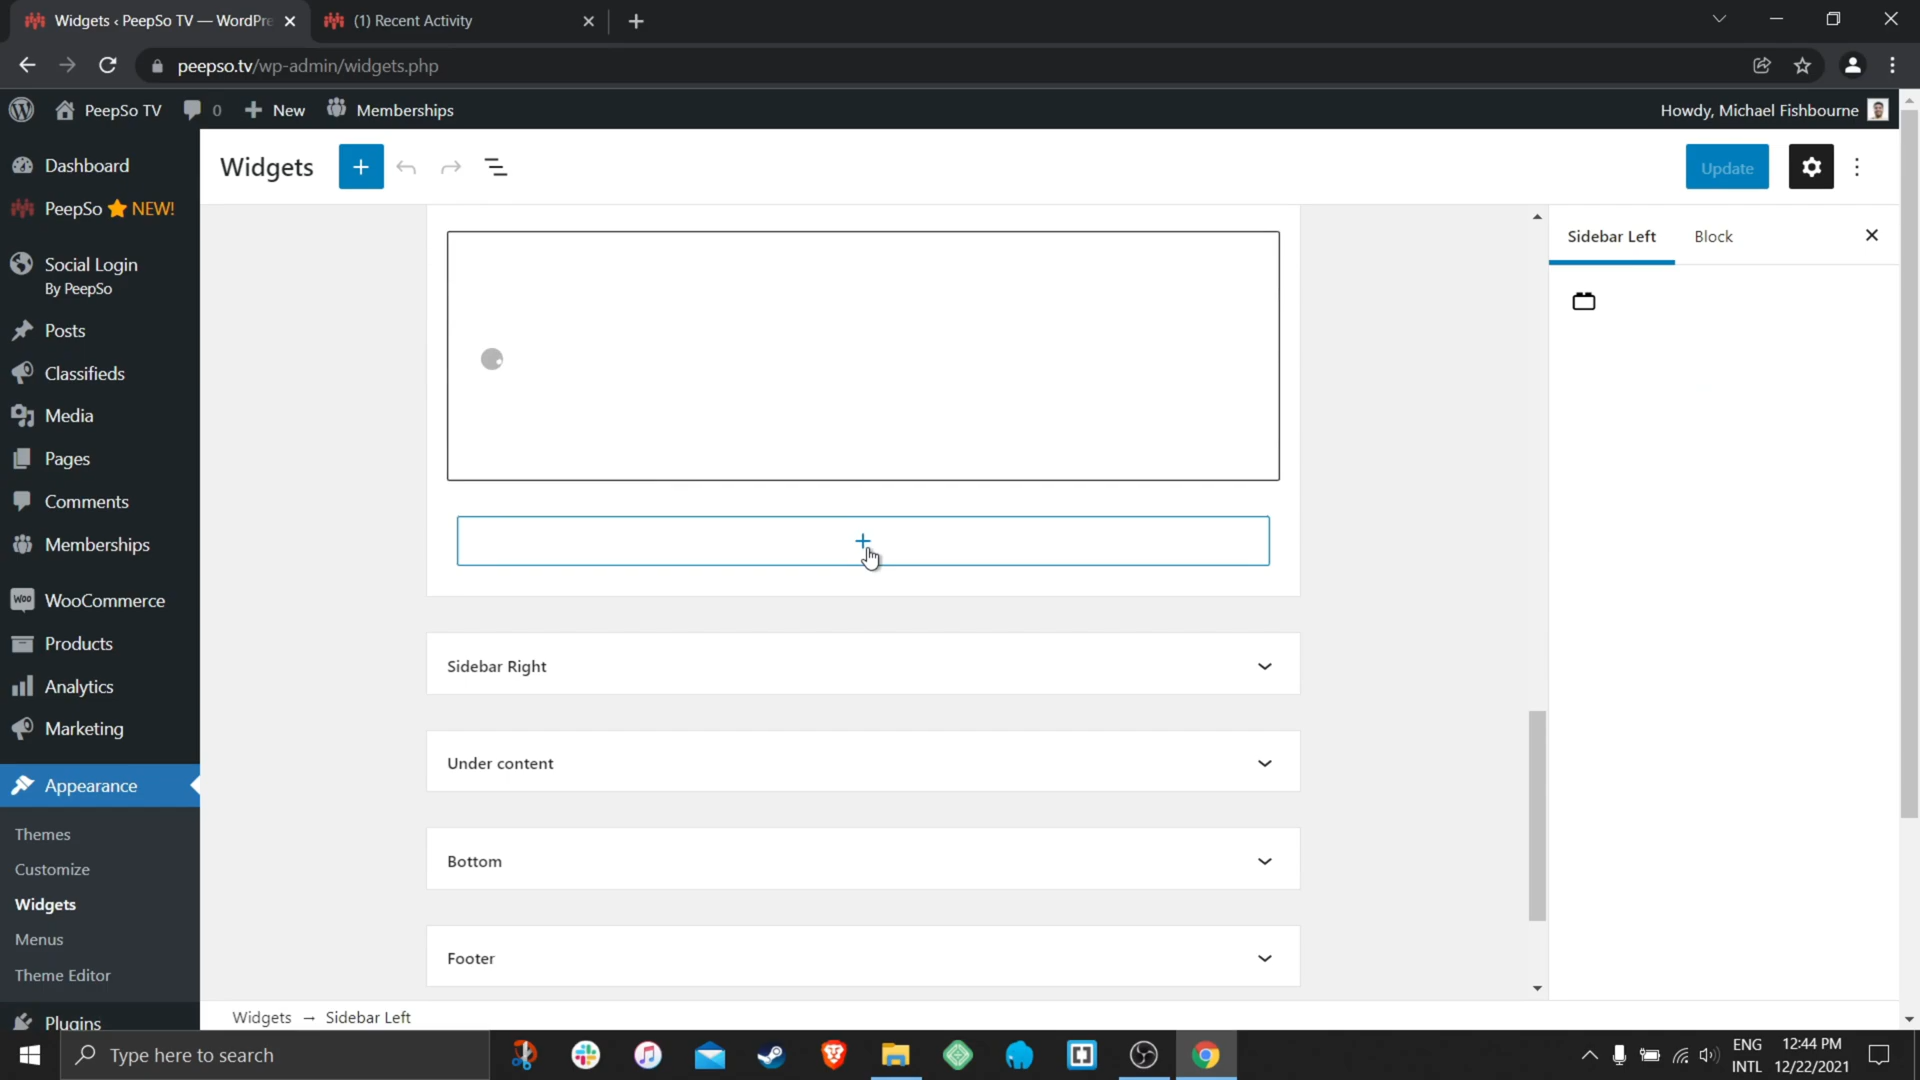 Widgets ‹ PeepSo TV — WordPre
(1) Recent Activity
peepso.tv/wp-admin/widgets.php
PeepSo TV
0
New
Memberships
Howdy, Michael Fishbourne
Dashboard
PeepSo ⭐ NEW!
Social Login
By PeepSo
Posts
Classifieds
Media
Pages
Comments
Memberships
Woo
WooCommerce
Products
Analytics
Marketing
Appearance
Themes
Customize
Widgets
Menus
Theme Editor
Plugins
Widgets
Update
Sidebar Left
Block
Sidebar Right
Under content
Bottom
Footer
Widgets → Sidebar Left
Type here to search
ENG
INTL
12:44 PM
12/22/2021